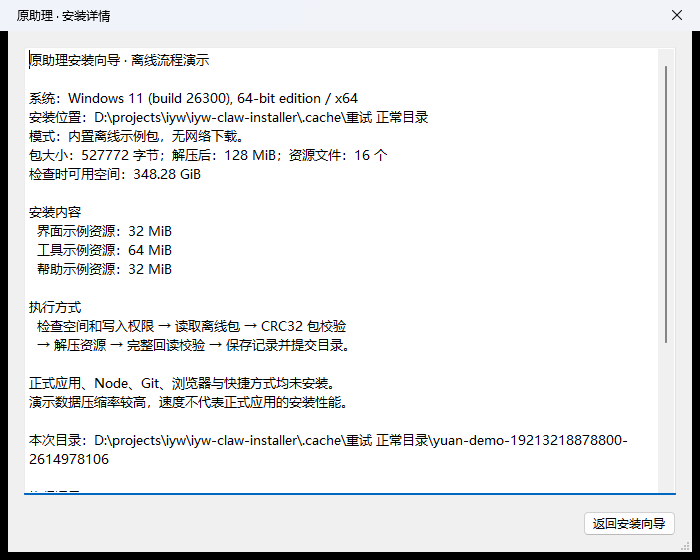 原助理 · 安装详情
原助理安装向导 · 离线流程演示
系统：Windows 11 (build 26300), 64-bit edition / x64
安装位置：D:\projects\iyw\iyw-claw-installer\.cache\重试 正常目录
模式：内置离线示例包，无网络下载。
包大小：527772 字节；解压后：128 MiB；资源文件：16 个
检查时可用空间：348.28 GiB
安装内容
界面示例资源：32 MiB
工具示例资源：64 MiB
帮助示例资源：32 MiB
执行方式
检查空间和写入权限 → 读取离线包 → CRC32 包校验
→ 解压资源 → 完整回读校验 → 保存记录并提交目录。
正式应用、Node、Git、浏览器与快捷方式均未安装。
演示数据压缩率较高，速度不代表正式应用的安装性能。
本次目录：D:\projects\iyw\iyw-claw-installer\.cache\重试 正常目录\yuan-demo-19213218878800-
2614978106
返回安装向导